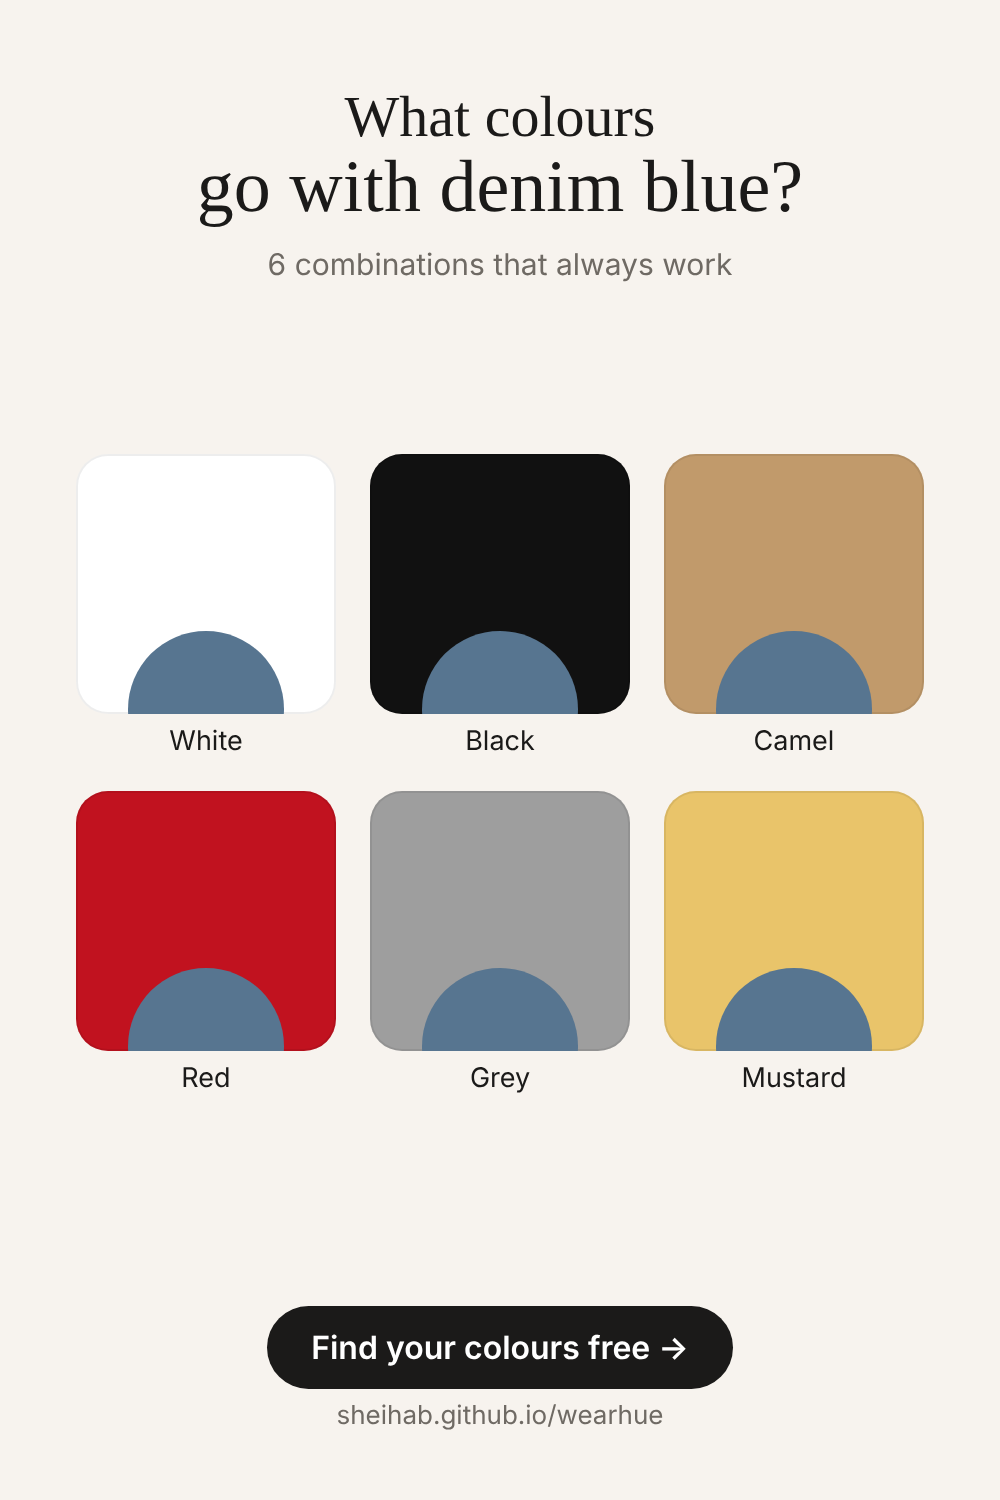 What colours
go with denim blue?
6 combinations that always work
White
Black
Camel
Red
Grey
Mustard
Find your colours free →
sheihab.github.io/wearhue